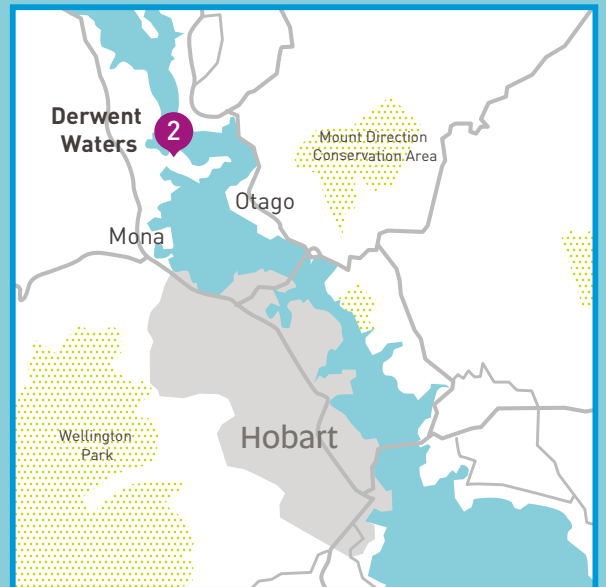 Derwent
Waters
2
Mount Direction
Conservation Area
Otago
Mona
Hobart
Wellington
Park